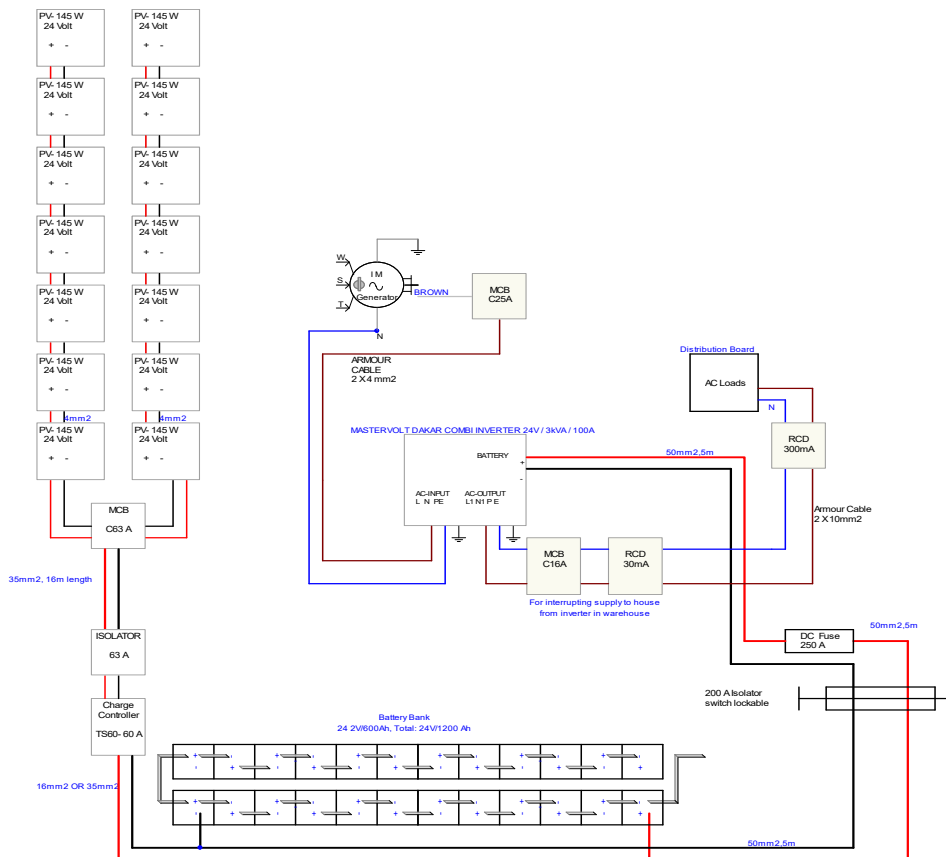 PV- 145 W
24 Volt
+ -
PV- 145 W
24 Volt
+ -
PV- 145 W
24 Volt
+ -
PV- 145 W
24 Volt
+ -
PV- 145 W
24 Volt
+ -
PV- 145 W
24 Volt
+ -
PV- 145 W
24 Volt
+ -
PV- 145 W
24 Volt
+ -
PV- 145 W
24 Volt
+ -
PV- 145 W
24 Volt
+ -
PV- 145 W
24 Volt
+ -
PV- 145 W
24 Volt
+ -
4mm2
4mm2
PV- 145 W
24 Volt
+ -
PV- 145 W
24 Volt
+ -
MCB
C63 A
35mm2, 16m length
ISOLATOR
63 A
Charge
Controller
TS60- 60 A
16mm2 OR 35mm2
W
S
T
I M
Generator
BROWN
N
MCB
C25A
ARMOUR
CABLE
2 X 4 mm2
Distribution Board
AC Loads
N
RCD
300mA
MASTERVOLT DAKAR COMBI INVERTER 24V / 3kVA / 100A
BATTERY
+
-
AC-INPUT
L N PE
AC-OUTPUT
L1 N1 P E
50mm2,5m
Armour Cable
2 X 10mm2
MCB
C16A
RCD
30mA
For interrupting supply to house
from inverter in warehouse
50mm2,5m
DC Fuse
250 A
200 A Isolator
switch lockable
Battery Bank
24 2V/600Ah, Total: 24V/1200 Ah
50mm2,5m